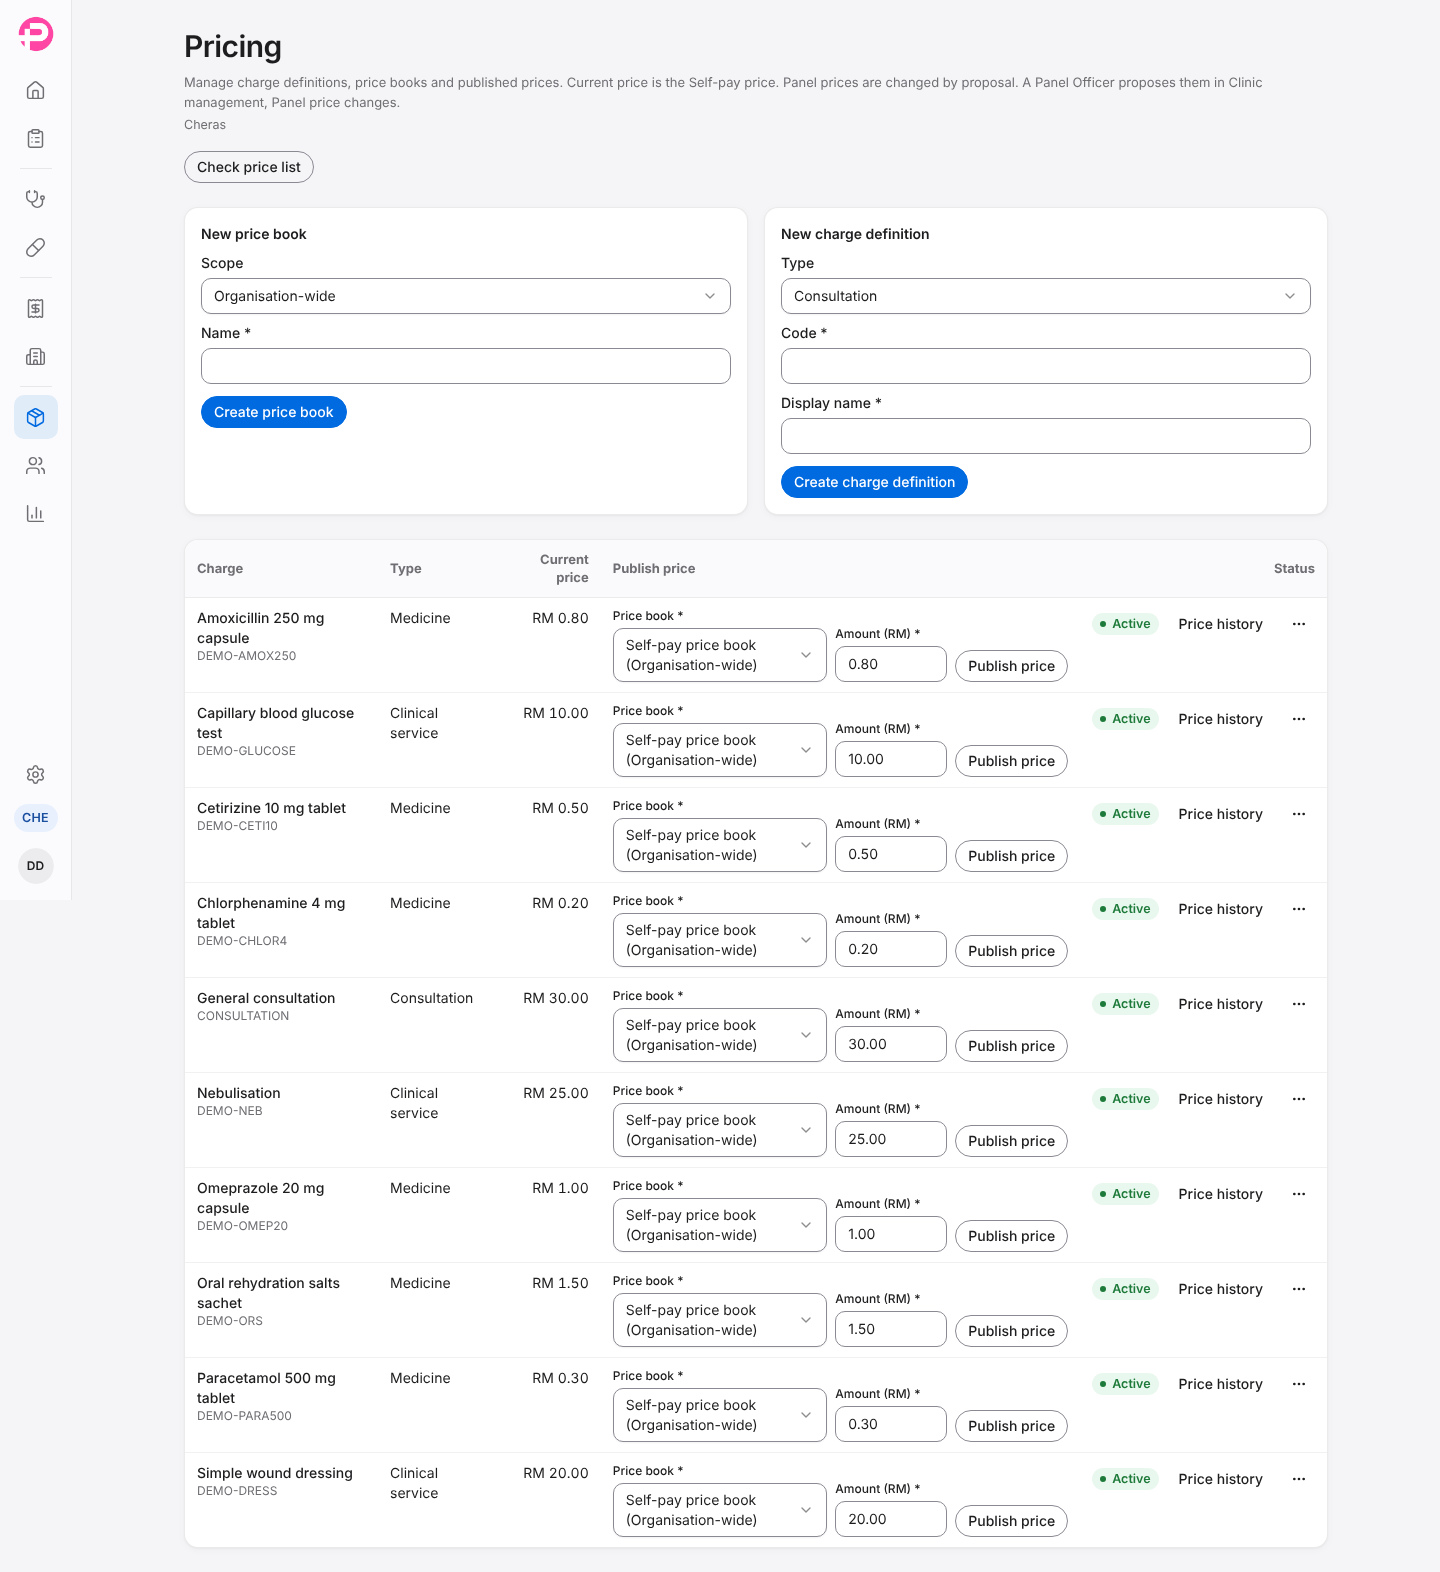 Pricing
Manage charge definitions, price books and published prices. Current price is the Self-pay price. Panel prices are changed by proposal. A Panel Officer proposes them in Clinic
management, Panel price changes.
Cheras
Check price list
New price book
Scope
Organisation-wide
Name *
Create price book
New charge definition
Type
Consultation
Code *
Display name *
Create charge definition
CHE
DD
Charge Type Current price Publish price Status
Amoxicillin 250 mg capsule
DEMO-AMOX250
Medicine
RM 0.80
Price book *
Self-pay price book
(Organisation-wide)
Amount (RM) *
0.80
Publish price
Active
Price history
Capillary blood glucose test
DEMO-GLUCOSE
Clinical service
RM 10.00
Price book *
Self-pay price book
(Organisation-wide)
Amount (RM) *
10.00
Publish price
Active
Price history
Cetirizine 10 mg tablet
DEMO-CETI10
Medicine
RM 0.50
Price book *
Self-pay price book
(Organisation-wide)
Amount (RM) *
0.50
Publish price
Active
Price history
Chlorphenamine 4 mg tablet
DEMO-CHLOR4
Medicine
RM 0.20
Price book *
Self-pay price book
(Organisation-wide)
Amount (RM) *
0.20
Publish price
Active
Price history
General consultation
CONSULTATION
Consultation
RM 30.00
Price book *
Self-pay price book
(Organisation-wide)
Amount (RM) *
30.00
Publish price
Active
Price history
Nebulisation
DEMO-NEB
Clinical service
RM 25.00
Price book *
Self-pay price book
(Organisation-wide)
Amount (RM) *
25.00
Publish price
Active
Price history
Omeprazole 20 mg capsule
DEMO-OMEP20
Medicine
RM 1.00
Price book *
Self-pay price book
(Organisation-wide)
Amount (RM) *
1.00
Publish price
Active
Price history
Oral rehydration salts sachet
DEMO-ORS
Medicine
RM 1.50
Price book *
Self-pay price book
(Organisation-wide)
Amount (RM) *
1.50
Publish price
Active
Price history
Paracetamol 500 mg tablet
DEMO-PARA500
Medicine
RM 0.30
Price book *
Self-pay price book
(Organisation-wide)
Amount (RM) *
0.30
Publish price
Active
Price history
Simple wound dressing
DEMO-DRESS
Clinical service
RM 20.00
Price book *
Self-pay price book
(Organisation-wide)
Amount (RM) *
20.00
Publish price
Active
Price history